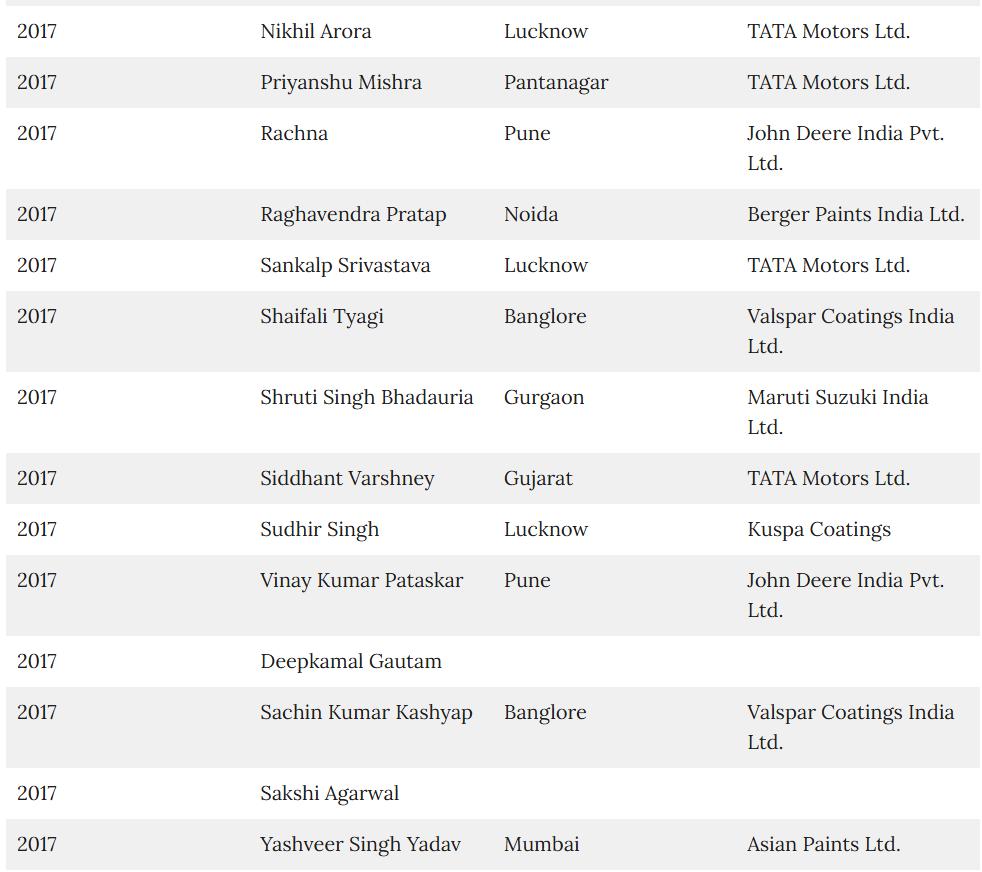 2017 Nikhil Arora Lucknow TATA Motors Ltd.
2017 Priyanshu Mishra Pantanagar TATA Motors Ltd.
2017 Rachna Pune John Deere India Pvt.
Ltd.
2017 Raghavendra Pratap Noida Berger Paints India Ltd.
2017 Sankalp Srivastava Lucknow TATA Motors Ltd.
2017 Shaifali Tyagi Banglore Valspar Coatings India
Ltd.
2017 Shruti Singh Bhadauria Gurgaon Maruti Suzuki India
Ltd.
2017 Siddhant Varshney Gujarat TATA Motors Ltd.
2017 Sudhir Singh Lucknow Kuspa Coatings
2017 Vinay Kumar Pataskar Pune John Deere India Pvt.
Ltd.
2017 Deepkamal Gautam
2017 Sachin Kumar Kashyap Banglore Valspar Coatings India
Ltd.
2017 Sakshi Agarwal
2017 Yashveer Singh Yadav Mumbai Asian Paints Ltd.